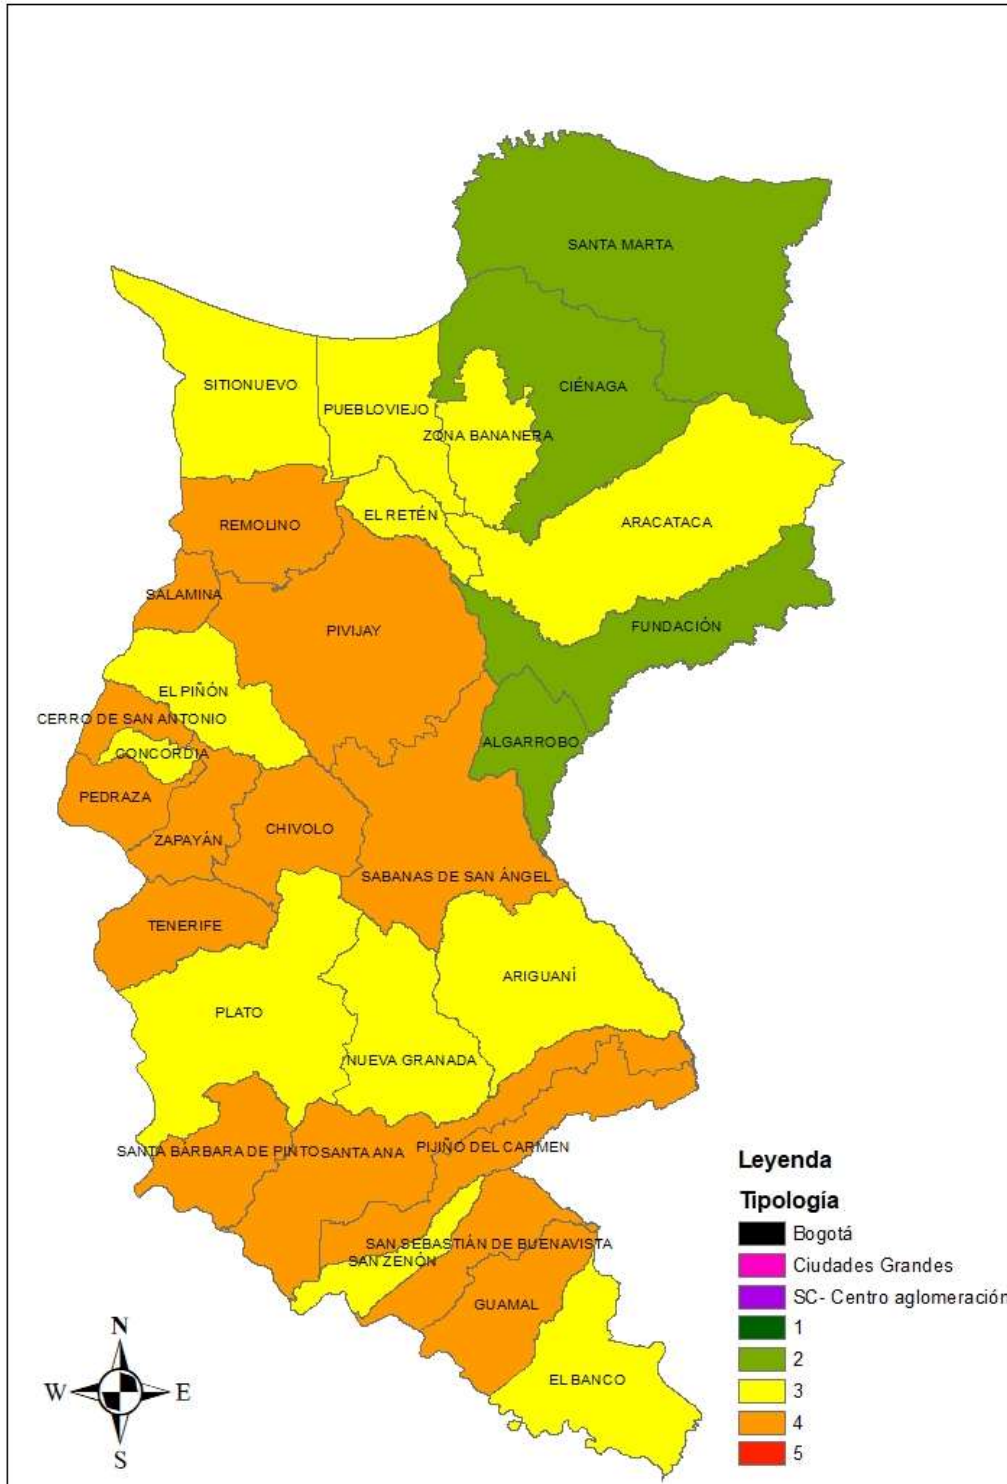 SANTA MARTA
SITIONUEVO
PUEBLOVIEJO
CIÉNAGA
ZONA BANANERA
EL RETÉN
REMOLINO
ARACATACA
SALAMINA
PIVIJAY
FUNDACIÓN
EL PIÑÓN
CERRO DE SAN ANTONIO
CONCORDIA
ALGARROBO
PEDRAZA
ZAPAYÁN
CHIVOLO
SABANAS DE SAN ÁNGEL
TENERIFE
ARIGUANÍ
PLATO
NUEVA GRANADA
SANTA BÁRBARA DE PINTO
SANTA ANA
PIJIÑO DEL CARMEN
SAN SEBASTIÁN DE BUENAVISTA
SAN ZENÓN
GUAMAL
EL BANCO
N
W
E
S
Leyenda
Tipología
Bogotá
Ciudades Grandes
SC- Centro aglomeración
1
2
3
4
5